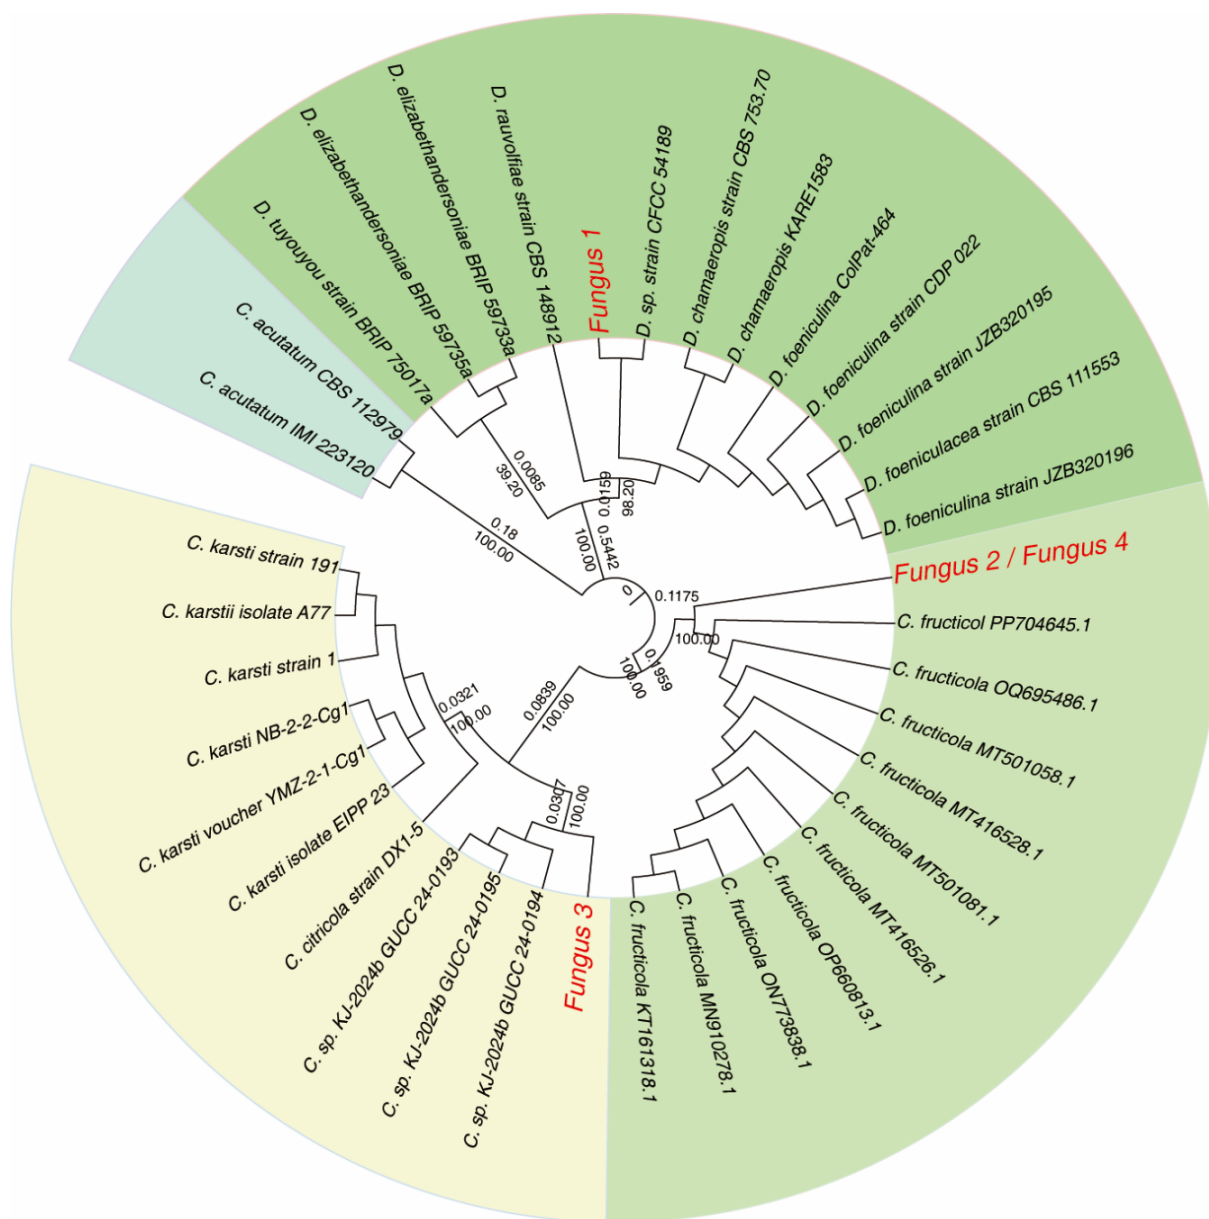 D. tuyouyou strain BRIP 75017a
D. elizabethandersoniae BRIP 59735a
D. elizabethandersoniae BRIP 59733a
D. rauvolfiae strain CBS 148912
Fungus 1
D. sp. strain CFCC 54189
D. chamaeropis strain CBS 753.70
D. chamaeropis KARE1583
D. foeniculina ColPat-464
D. foeniculina strain CDP 022
D. foeniculina strain JZB320195
D. foeniculacea strain CBS 111553
D. foeniculina strain JZB320196
Fungus 2 / Fungus 4
C. fructicol PP704645.1
C. fructicola OQ695486.1
C. fructicola MT501058.1
C. fructicola MT416528.1
C. fructicola MT501081.1
C. fructicola MT416526.1
C. fructicola OP660813.1
C. fructicola ON773838.1
C. fructicola MN910278.1
C. fructicola KT161318.1
Fungus 3
C. sp. KJ-2024b GUCC 24-0194
C. sp. KJ-2024b GUCC 24-0195
C. sp. KJ-2024b GUCC 24-0193
C. citricola strain DX1-5
C. karsti isolate EIPP 23
C. karsti voucher YMZ-2-1-Cg1
C. karsti NB-2-2-Cg1
C. karsti strain 1
C. karstii isolate A77
C. karsti strain 191
C. acutatum IMI 223120
C. acutatum CBS 112979
0.0085
39.20
0.0159
98.20
0.5442
100.00
0.18
100.00
0
0.1175
100.00
0.1959
100.00
0.0839
100.00
0.0321
100.00
0.0307
100.00